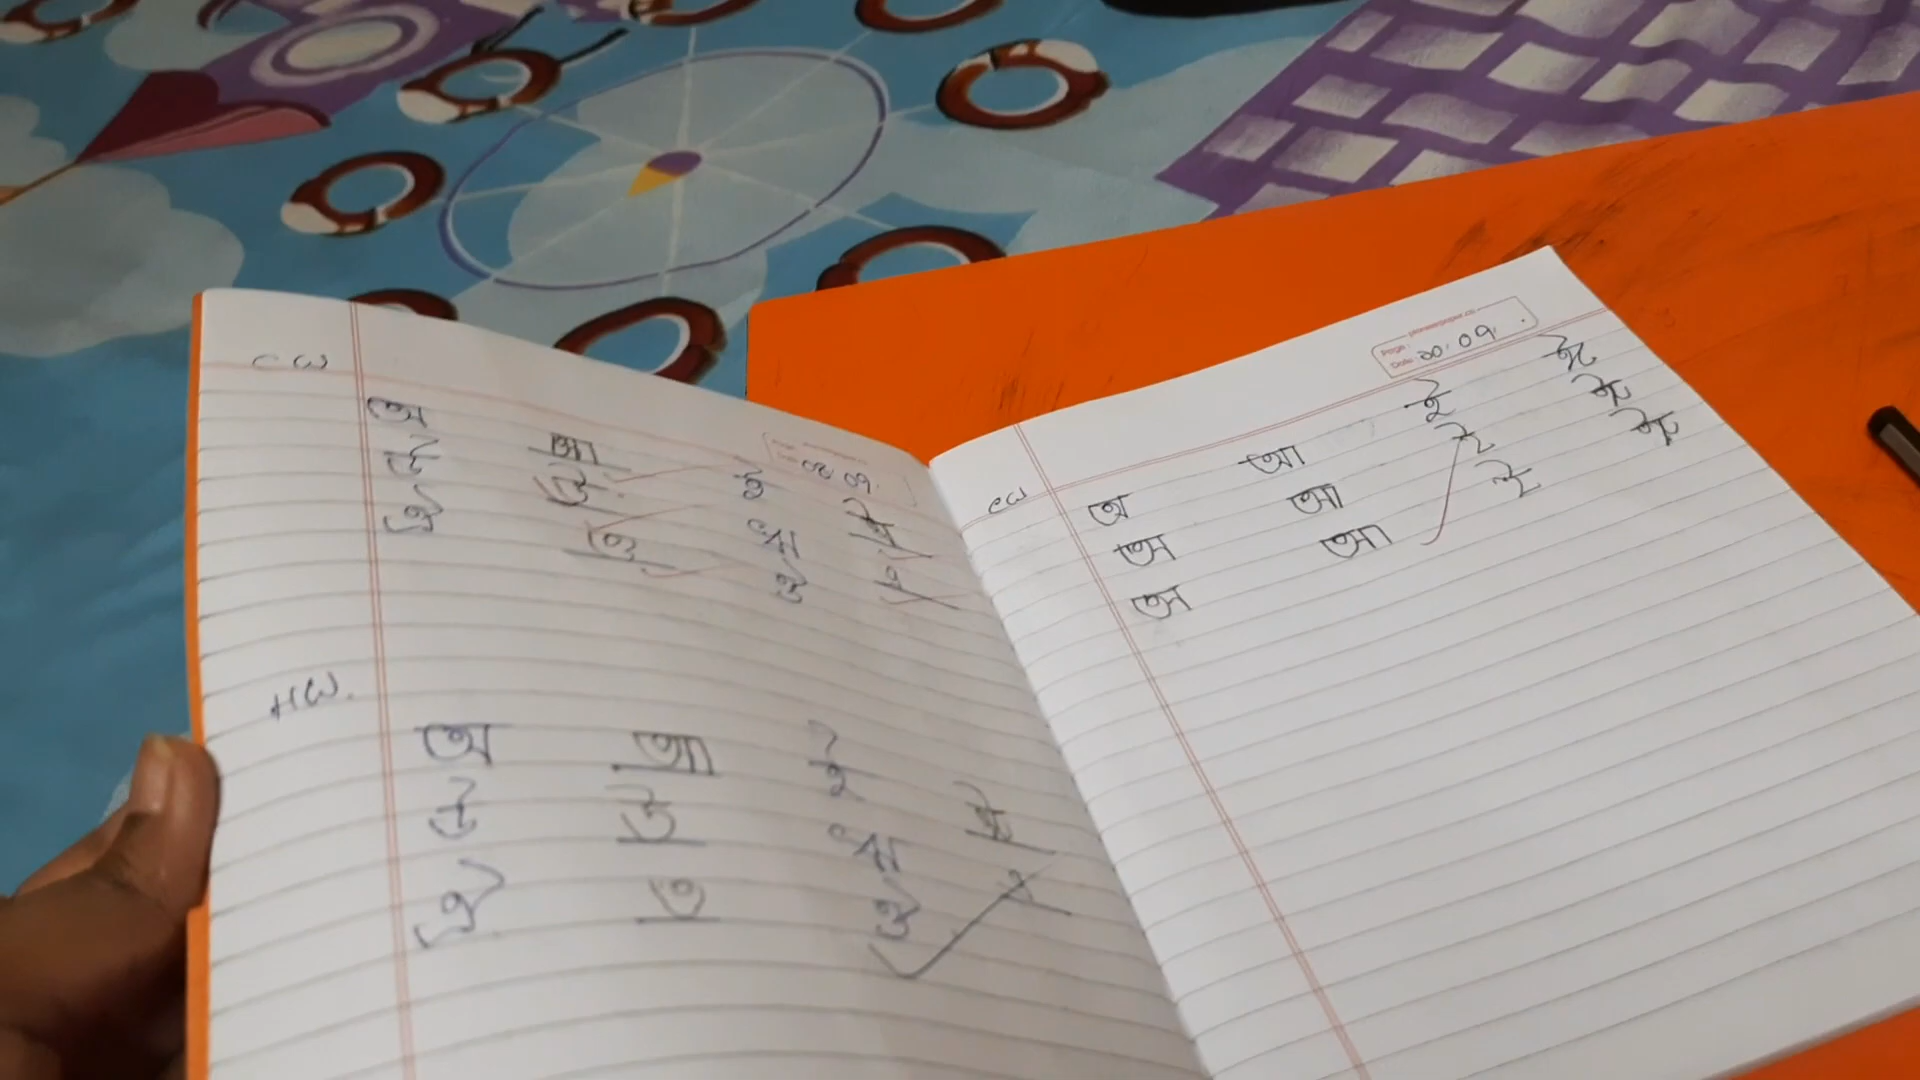 CW
অ আ ই ঈ
উ ঊ ঋ এ
ঐ ও ঔ
HW.
অ আ ই ঈ
উ ঊ ঋ এ
ঐ ও ঔ
CW
অ আ ই ঈ
অ আ ই ঈ
অ আ ই ঈ